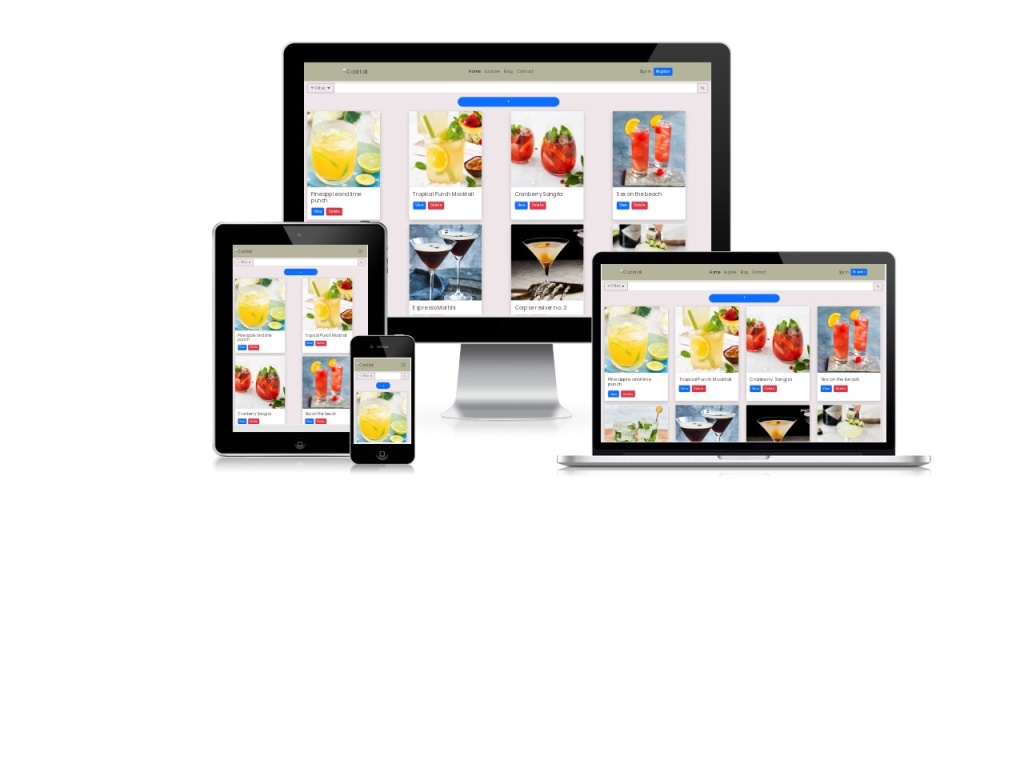 Cocktail
Home Explore Blog Contact
Sign In Register
Filter
+
Pineapple and lime
punch
View Delete
Tropical Punch Mocktail
View Delete
Cranberry Sangria
View Delete
Sex on the beach
View Delete
Espresso Martini
Corpse reviver no. 2
Cocktail
Filter
Pineapple and lime
punch
View Delete
Tropical Punch Mocktail
View Delete
Cranberry Sangria
View Delete
Sex on the beach
View Delete
Cocktail
Filter
Cocktail
Home Explore Blog Contact
Sign In Register
Filter
+
Pineapple and lime
punch
View Delete
Tropical Punch Mocktail
View Delete
Cranberry Sangria
View Delete
Sex on the beach
View Delete